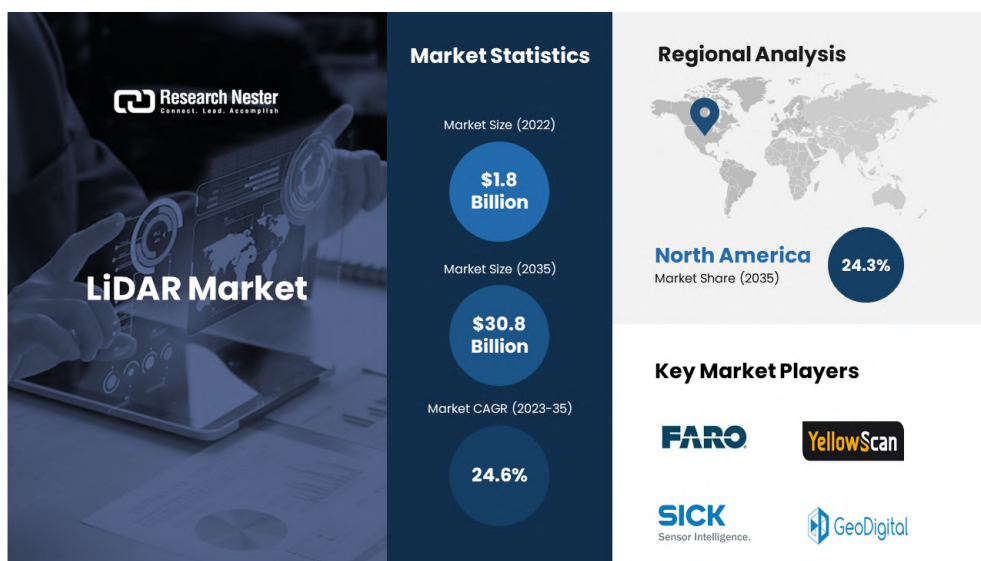 Research Nester
Connect. Lead. Accomplish
LiDAR Market
Market Statistics
Market Size (2022)
$1.8
Billion
Market Size (2035)
$30.8
Billion
Market CAGR (2023-35)
24.6%
Regional Analysis
North America
Market Share (2035)
24.3%
Key Market Players
FARO
YellowScan
SICK
Sensor Intelligence.
GeoDigital